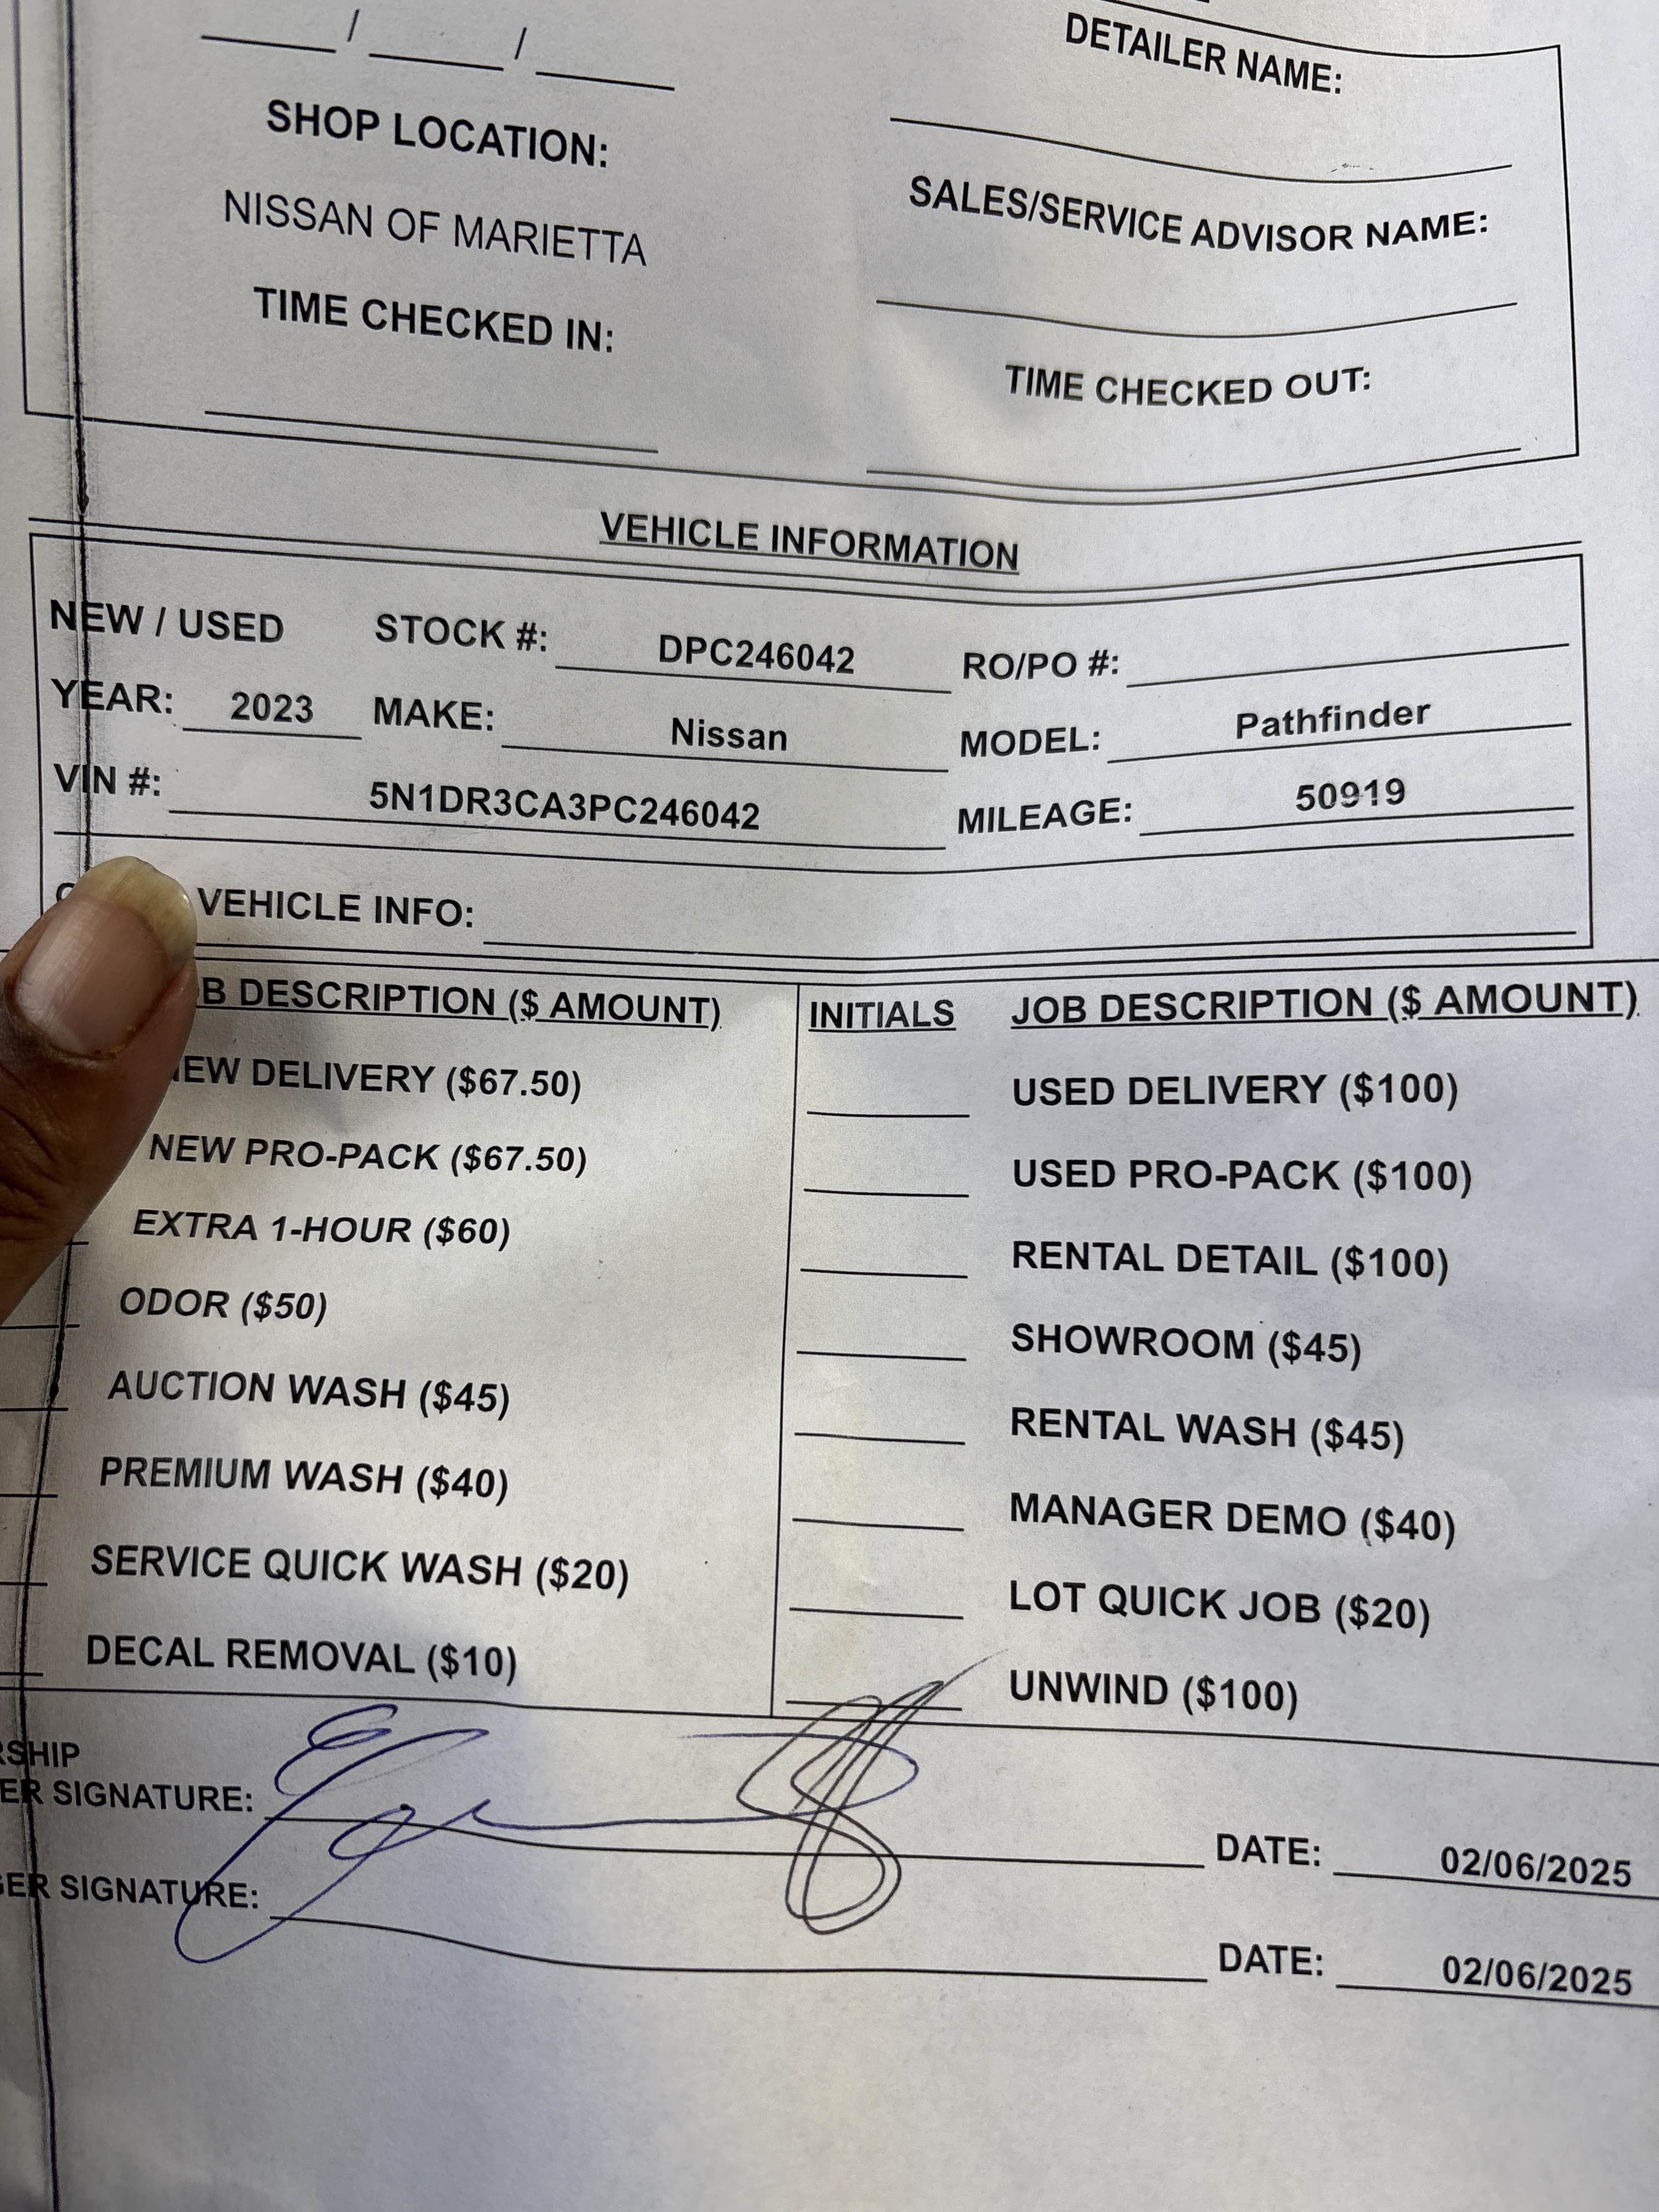 / /
DETAILER NAME:
SHOP LOCATION:
NISSAN OF MARIETTA
SALES/SERVICE ADVISOR NAME:
TIME CHECKED IN:
TIME CHECKED OUT:
VEHICLE INFORMATION
NEW / USED STOCK #: DPC246042 RO/PO #:
YEAR: 2023 MAKE: Nissan MODEL: Pathfinder
VIN #: 5N1DR3CA3PC246042 MILEAGE: 50919
VEHICLE INFO:
B DESCRIPTION ($ AMOUNT) INITIALS JOB DESCRIPTION ($ AMOUNT)
EW DELIVERY ($67.50) USED DELIVERY ($100)
NEW PRO-PACK ($67.50) USED PRO-PACK ($100)
EXTRA 1-HOUR ($60) RENTAL DETAIL ($100)
ODOR ($50) SHOWROOM ($45)
AUCTION WASH ($45) RENTAL WASH ($45)
PREMIUM WASH ($40) MANAGER DEMO ($40)
SERVICE QUICK WASH ($20) LOT QUICK JOB ($20)
DECAL REMOVAL ($10) UNWIND ($100)
RSHIP
ER SIGNATURE: DATE: 02/06/2025
GER SIGNATURE: DATE: 02/06/2025